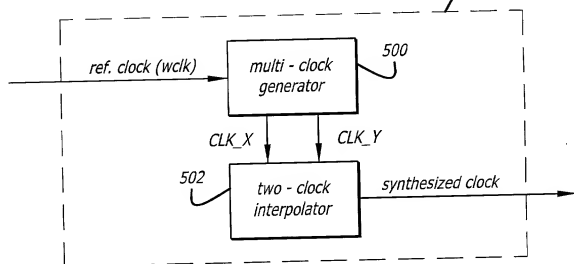 ref. clock (wclk)
multi - clock
generator
500
CLK_X
CLK_Y
502
two - clock
interpolator
synthesized clock